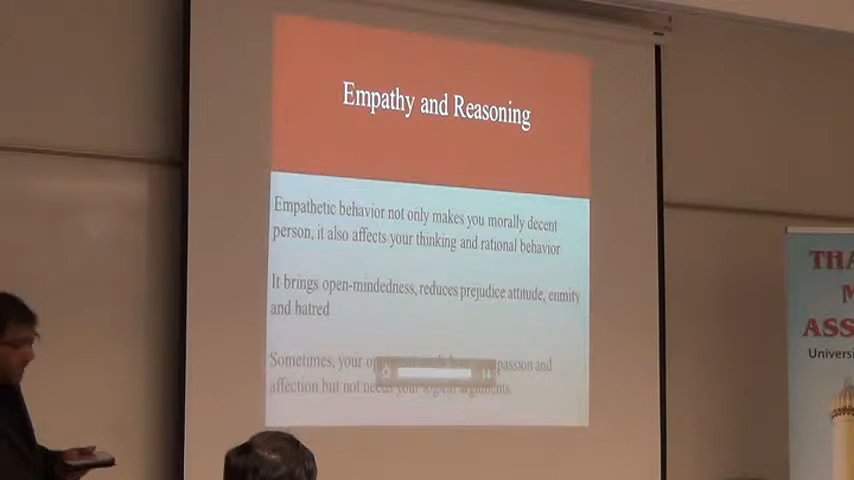 Empathy and Reasoning
Empathetic behavior not only makes you morally decent
person, it also affects your thinking and rational behavior
It brings open-mindedness, reduces prejudice attitude, enmity
and hatred
Sometimes, your passion and
affection but not needs your logical arguments.
14
THA
M
ASS
Universi